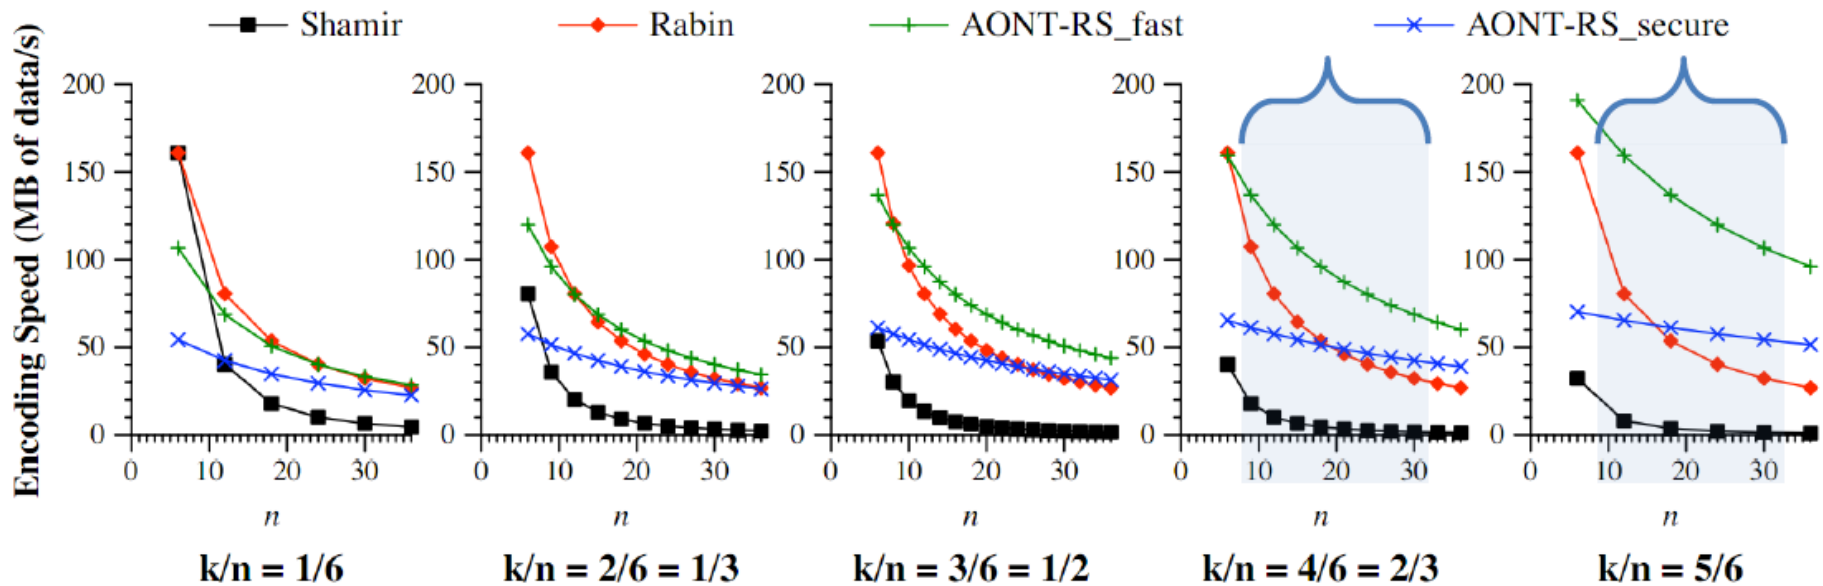 Shamir Rabin AONT-RS_fast AONT-RS_secure
Encoding Speed (MB of data/s)
200 200 200 200 200
150 150 150 150 150
100 100 100 100 100
50 50 50 50 50
0 0 0 0 0
0 10 20 30 0 10 20 30 0 10 20 30 0 10 20 30 0 10 20 30
n n n n n
k/n = 1/6 k/n = 2/6 = 1/3 k/n = 3/6 = 1/2 k/n = 4/6 = 2/3 k/n = 5/6